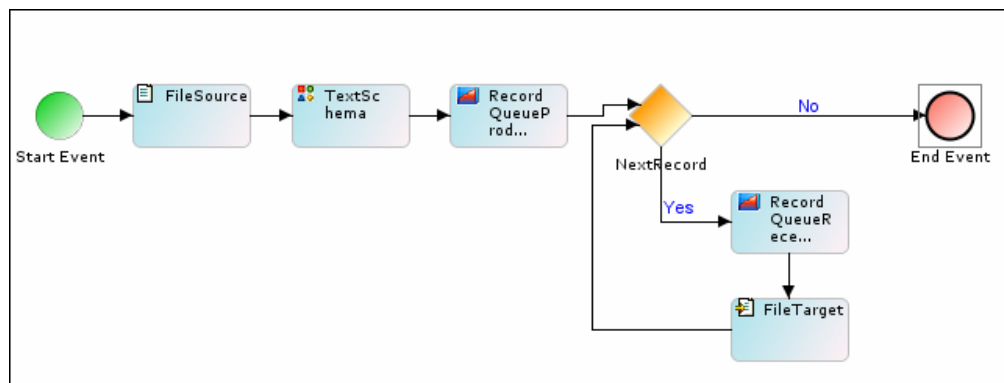 FileSource
TextSc
hema
Record
QueueP
rod...
No
Start Event
End Event
NextRecord
Yes
Record
QueueR
ece...
FileTarget